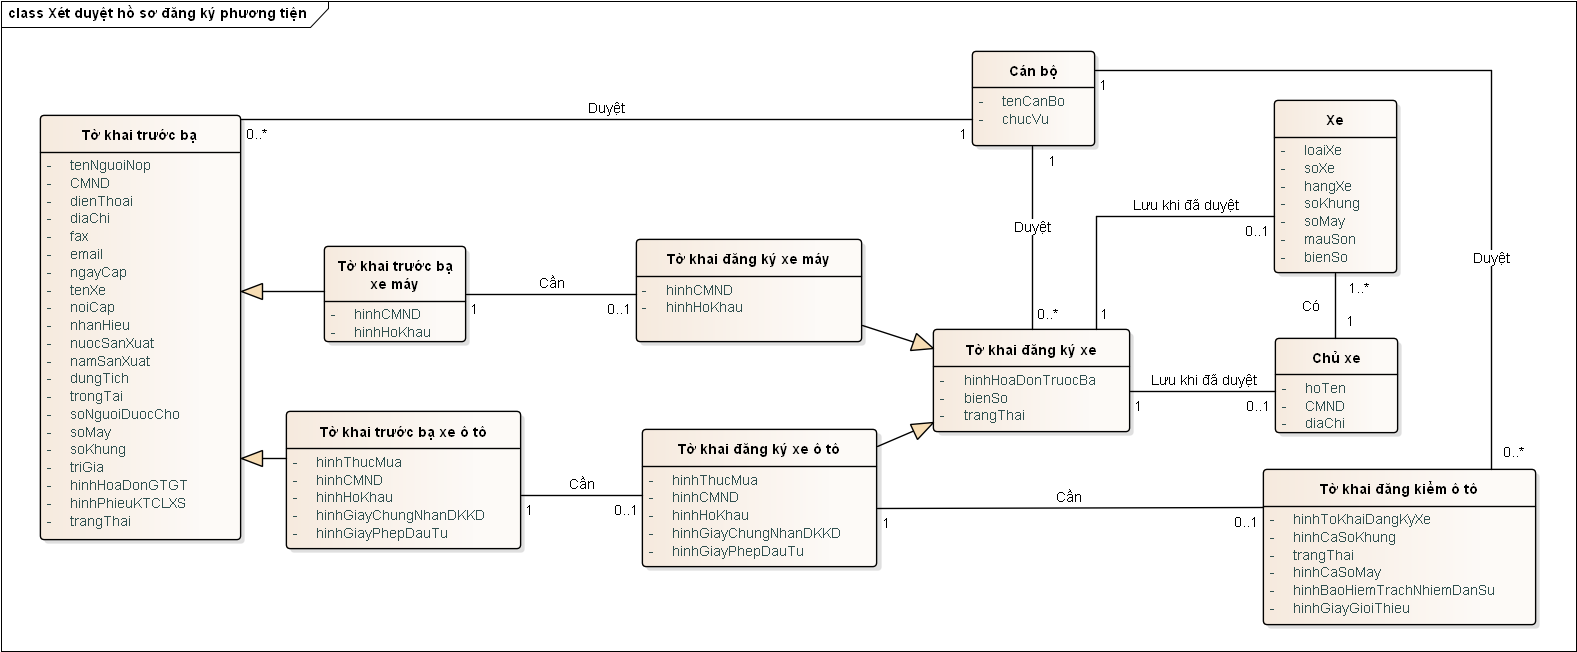 class Xét duyệt hồ sơ đăng ký phương tiện
Tờ khai trước bạ
- tenNguoiNop
- CMND
- dienThoai
- diaChi
- fax
- email
- ngayCap
- tenXe
- noiCap
- nhanHieu
- nuocSanXuat
- namSanXuat
- dungTich
- trongTai
- soNguoiDuocCho
- soMay
- soKhung
- triGia
- hinhHoaDonGTGT
- hinhPhieuKTCLXS
- trangThai
0..*
Duyệt
1
Cán bộ
- tenCanBo
- chucVu
1
1
Duyệt
0..*
Xe
- loaiXe
- soXe
- hangXe
- soKhung
- soMay
- mauSon
- bienSo
Lưu khi đã duyệt
0..1
1
1..*
Có
1
Duyệt
0..*
Tờ khai trước bạ
xe máy
- hinhCMND
- hinhHoKhau
1
Cần
0..1
Tờ khai đăng ký xe máy
- hinhCMND
- hinhHoKhau
Tờ khai đăng ký xe
- hinhHoaDonTruocBa
- bienSo
- trangThai
1
Lưu khi đã duyệt
0..1
Chủ xe
- hoTen
- CMND
- diaChi
Tờ khai trước bạ xe ô tô
- hinhThucMua
- hinhCMND
- hinhHoKhau
- hinhGiayChungNhanDKKD
- hinhGiayPhepDauTu
1
Cần
0..1
Tờ khai đăng ký xe ô tô
- hinhThucMua
- hinhCMND
- hinhHoKhau
- hinhGiayChungNhanDKKD
- hinhGiayPhepDauTu
1
Cần
0..1
Tờ khai đăng kiểm ô tô
- hinhToKhaiDangKyXe
- hinhCaSoKhung
- trangThai
- hinhCaSoMay
- hinhBaoHiemTrachNhiemDanSu
- hinhGiayGioiThieu